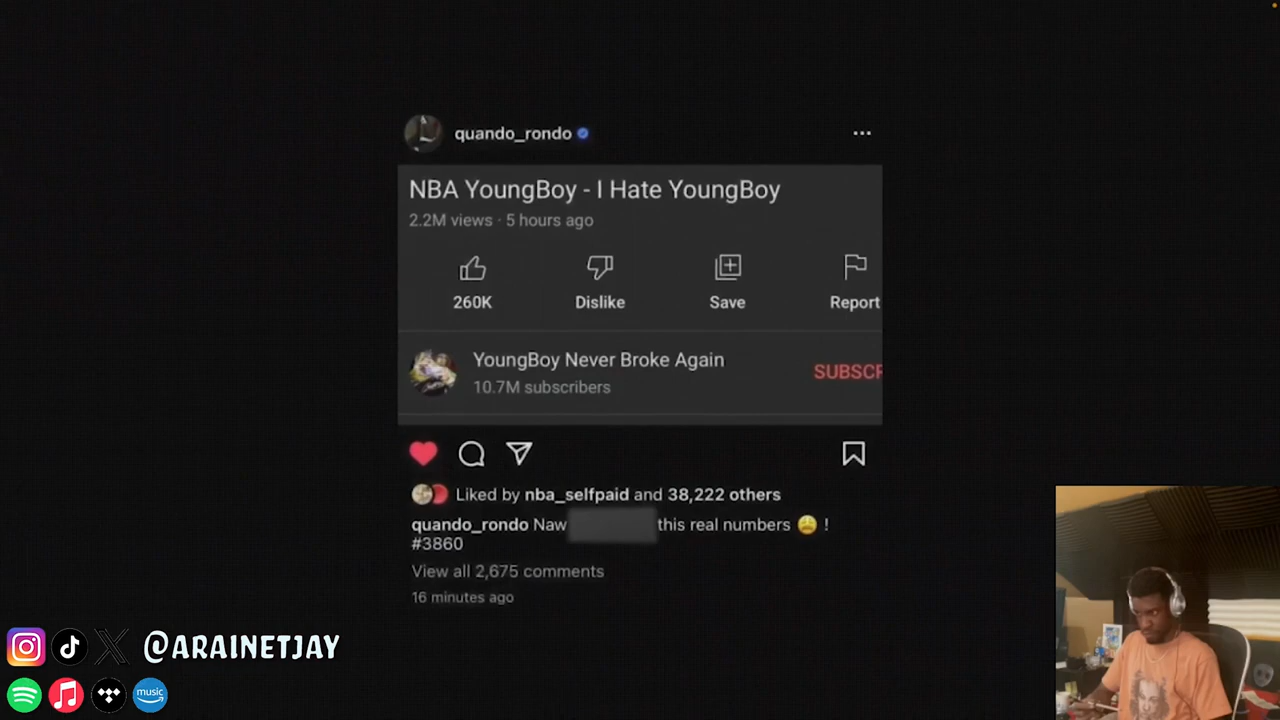 quando_rondo
NBA YoungBoy - I Hate YoungBoy
2.2M views · 5 hours ago
260K Dislike Save Report
YoungBoy Never Broke Again SUBSCR
10.7M subscribers
Liked by nba_selfpaid and 38,222 others
quando_rondo Naw this real numbers 😩 !
#3860
View all 2,675 comments
16 minutes ago
@ARAINETJAY
music